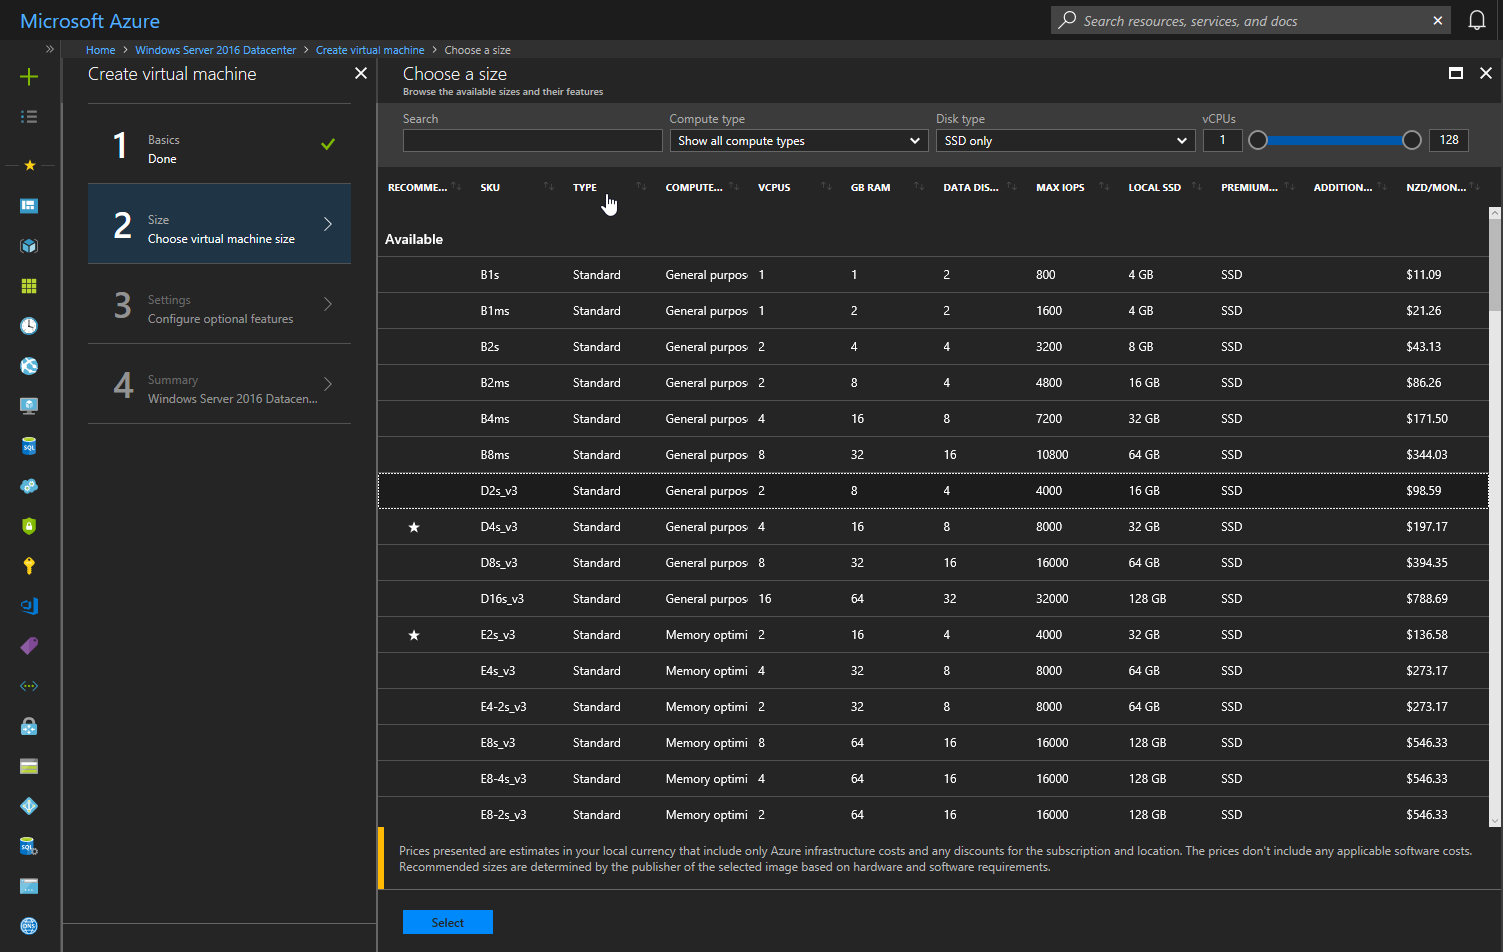 Microsoft Azure
Search resources, services, and docs
Home > Windows Server 2016 Datacenter > Create virtual machine > Choose a size
Create virtual machine
1 Basics
Done
2 Size
Choose virtual machine size
3 Settings
Configure optional features
4 Summary
Windows Server 2016 Datacen...
Choose a size
Browse the available sizes and their features
Search Compute type Disk type vCPUs
Show all compute types SSD only 1 128
RECOMME... SKU TYPE COMPUTE... VCPUS GB RAM DATA DIS... MAX IOPS LOCAL SSD PREMIUM... ADDITION... NZD/MON...
Available
B1s Standard General purpos 1 1 2 800 4 GB SSD $11.09
B1ms Standard General purpos 1 2 2 1600 4 GB SSD $21.26
B2s Standard General purpos 2 4 4 3200 8 GB SSD $43.13
B2ms Standard General purpos 2 8 4 4800 16 GB SSD $86.26
B4ms Standard General purpos 4 16 8 7200 32 GB SSD $171.50
B8ms Standard General purpos 8 32 16 10800 64 GB SSD $344.03
D2s_v3 Standard General purpos 2 8 4 4000 16 GB SSD $98.59
★ D4s_v3 Standard General purpos 4 16 8 8000 32 GB SSD $197.17
D8s_v3 Standard General purpos 8 32 16 16000 64 GB SSD $394.35
D16s_v3 Standard General purpos 16 64 32 32000 128 GB SSD $788.69
★ E2s_v3 Standard Memory optimi 2 16 4 4000 32 GB SSD $136.58
E4s_v3 Standard Memory optimi 4 32 8 8000 64 GB SSD $273.17
E4-2s_v3 Standard Memory optimi 2 32 8 8000 64 GB SSD $273.17
E8s_v3 Standard Memory optimi 8 64 16 16000 128 GB SSD $546.33
E8-4s_v3 Standard Memory optimi 4 64 16 16000 128 GB SSD $546.33
E8-2s_v3 Standard Memory optimi 2 64 16 16000 128 GB SSD $546.33
Prices presented are estimates in your local currency that include only Azure infrastructure costs and any discounts for the subscription and location. The prices don't include any applicable software costs.
Recommended sizes are determined by the publisher of the selected image based on hardware and software requirements.
Select
SQL
SQL
DNS